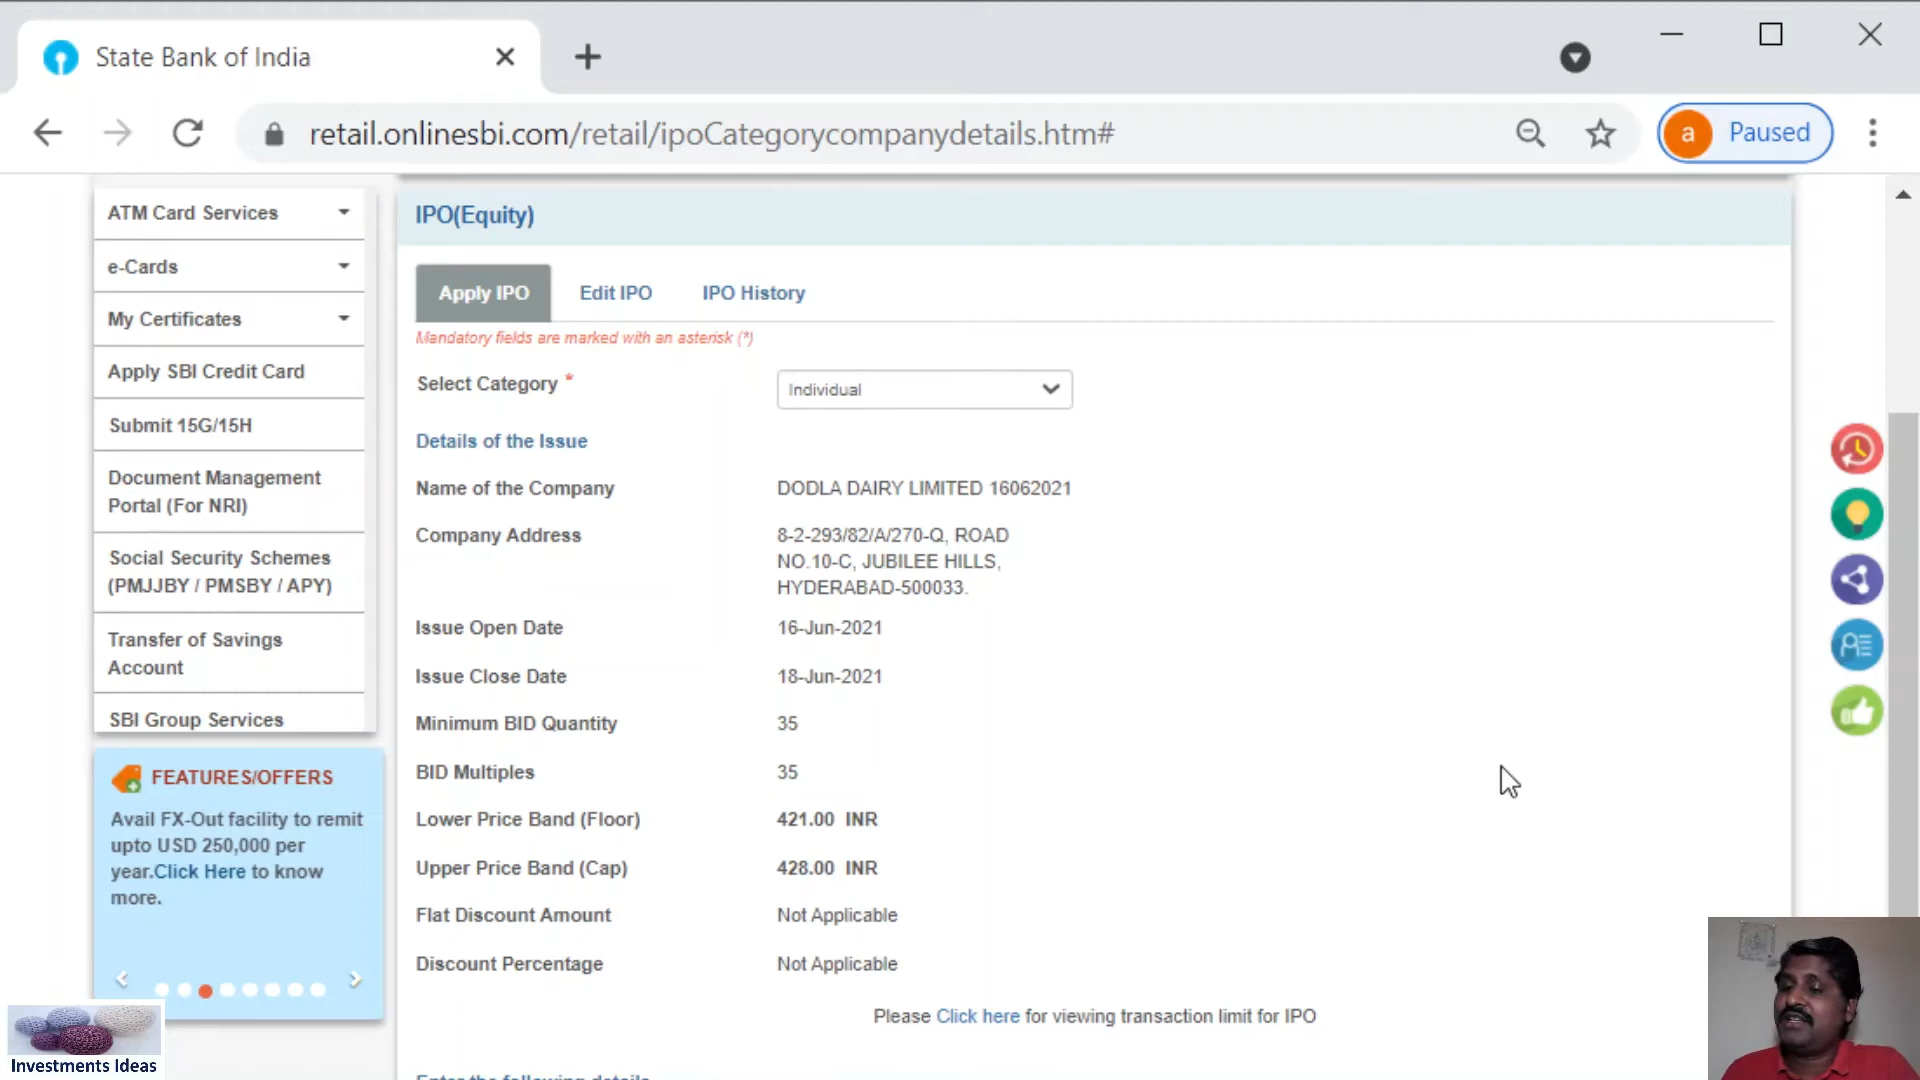 State Bank of India
retail.onlinesbi.com/retail/ipoCategorycompanydetails.htm#
a Paused
ATM Card Services
e-Cards
My Certificates
Apply SBI Credit Card
Submit 15G/15H
Document Management
Portal (For NRI)
Social Security Schemes
(PMJJBY / PMSBY / APY)
Transfer of Savings
Account
SBI Group Services
FEATURES/OFFERS
Avail FX-Out facility to remit
upto USD 250,000 per
year.Click Here to know
more.
Investments Ideas
IPO(Equity)
Apply IPO Edit IPO IPO History
Mandatory fields are marked with an asterisk (*)
Select Category * Individual
Details of the Issue
Name of the Company DODLA DAIRY LIMITED 16062021
Company Address 8-2-293/82/A/270-Q, ROAD
NO.10-C, JUBILEE HILLS,
HYDERABAD-500033.
Issue Open Date 16-Jun-2021
Issue Close Date 18-Jun-2021
Minimum BID Quantity 35
BID Multiples 35
Lower Price Band (Floor) 421.00 INR
Upper Price Band (Cap) 428.00 INR
Flat Discount Amount Not Applicable
Discount Percentage Not Applicable
Please Click here for viewing transaction limit for IPO
Enter the following details